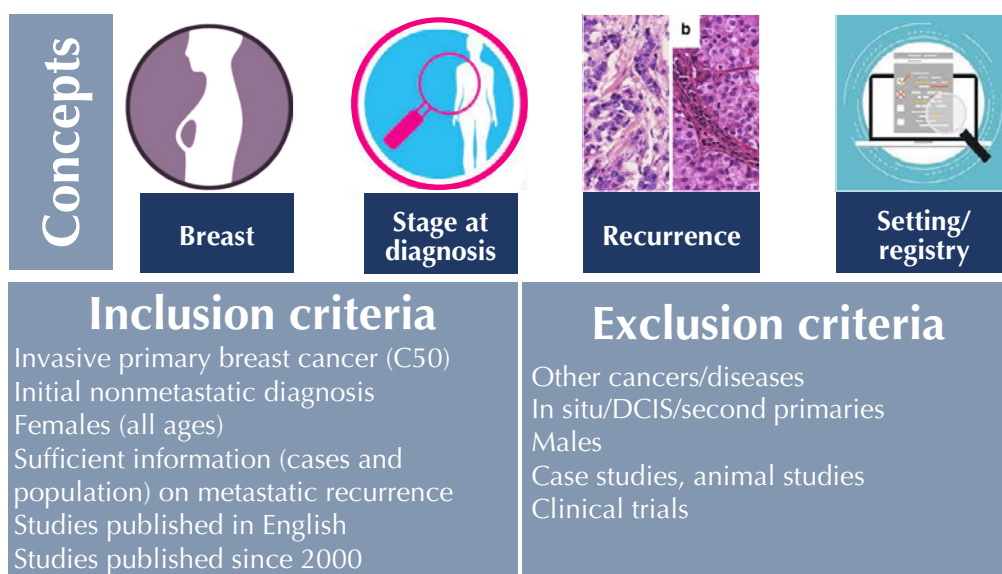 Concepts
b
Breast
Stage at
diagnosis
Recurrence
Setting/
registry
Inclusion criteria
Invasive primary breast cancer (C50)
Initial nonmetastatic diagnosis
Females (all ages)
Sufficient information (cases and
population) on metastatic recurrence
Studies published in English
Studies published since 2000
Exclusion criteria
Other cancers/diseases
In situ/DCIS/second primaries
Males
Case studies, animal studies
Clinical trials